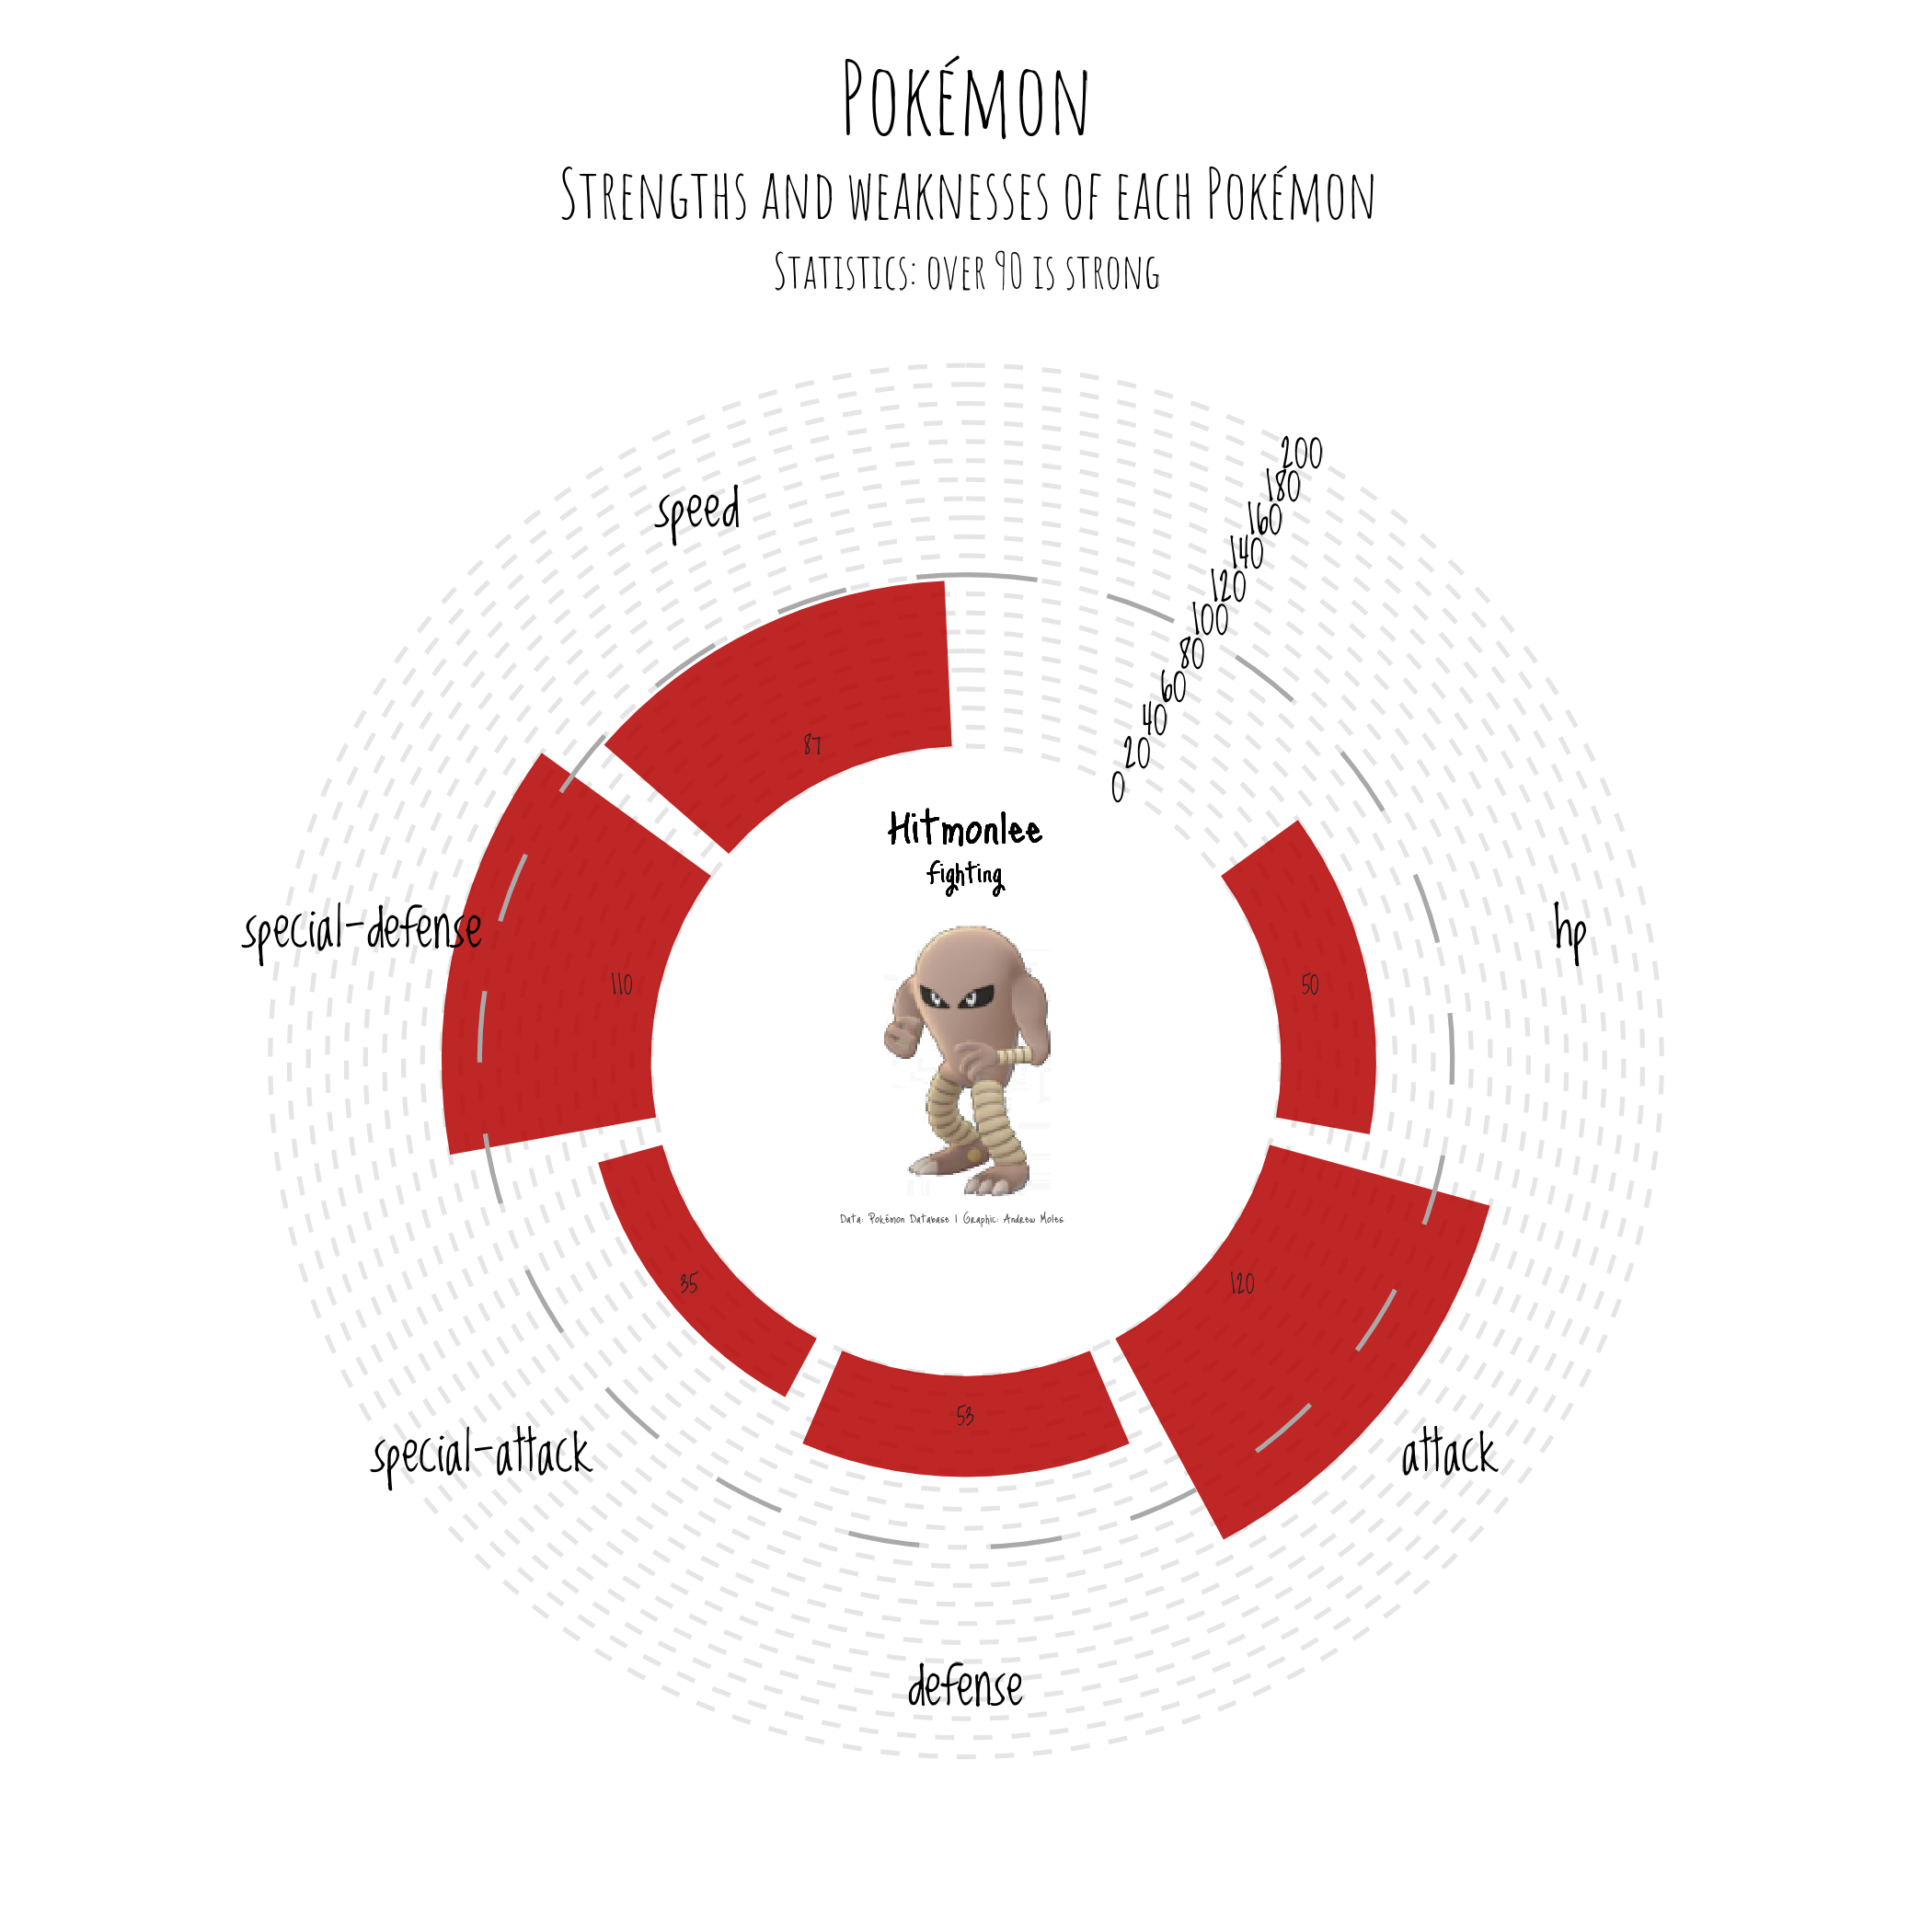 Pokémon
Strengths and weaknesses of each Pokémon
Statistics: over 90 is strong
200
180
160
140
120
100
80
60
40
20
0
speed
87
Hitmonlee
fighting
special-defense
110
hp
50
Data: Pokémon Database | Graphic: Andrew Moles
35
120
53
special-attack
attack
defense